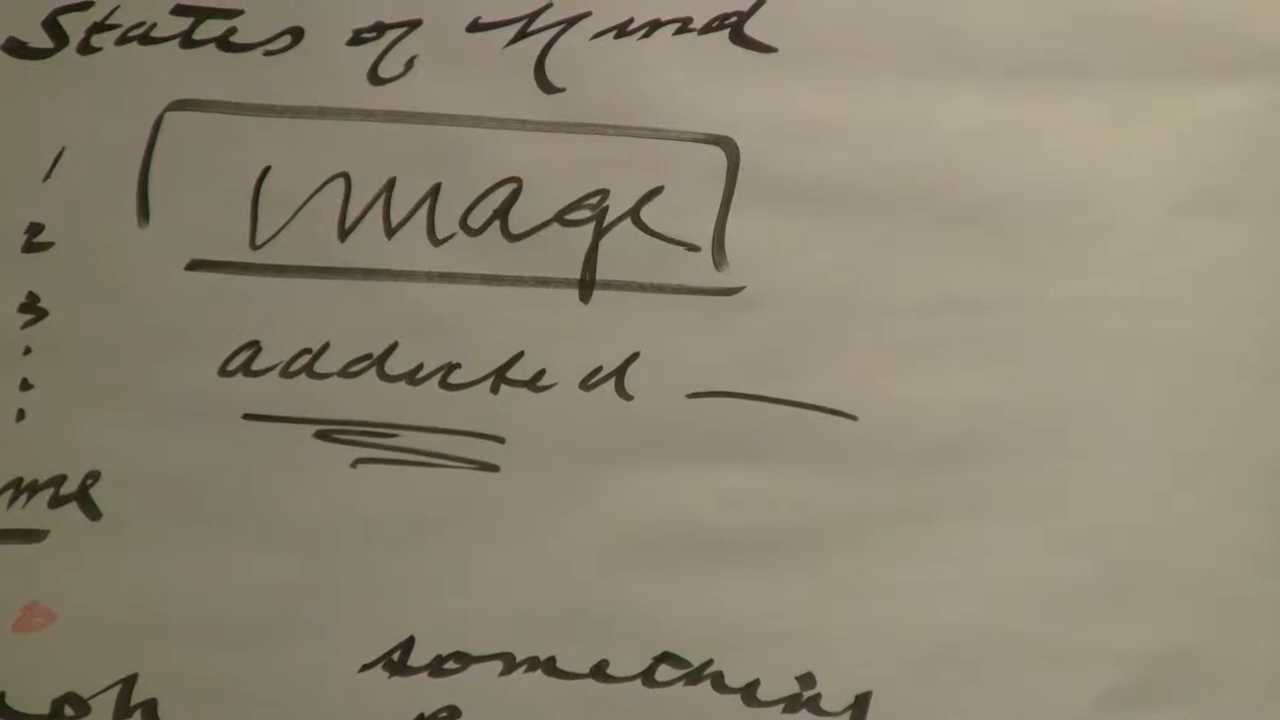 States of Mind
1
image
2
3
addicted —
me
something